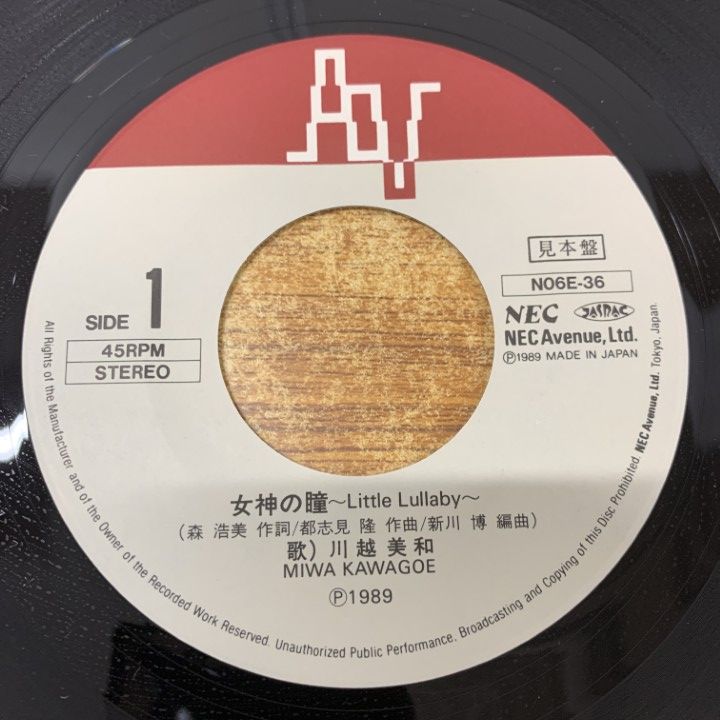 AV
見本盤
N06E-36
NEC JASRAC
NEC Avenue, Ltd.
Ⓟ1989 MADE IN JAPAN
SIDE 1
45RPM
STEREO
女神の瞳～Little Lullaby～
(森 浩美 作詞/都志見 隆 作曲/新川 博 編曲)
歌) 川越美和
MIWA KAWAGOE
Ⓟ1989
All Rights of the Manufacturer and of the Owner of the Recorded Work Reserved. Unauthorized Public Performance, Broadcasting and Copying of this Disc Prohibited. NEC Avenue, Ltd. Tokyo, Japan.